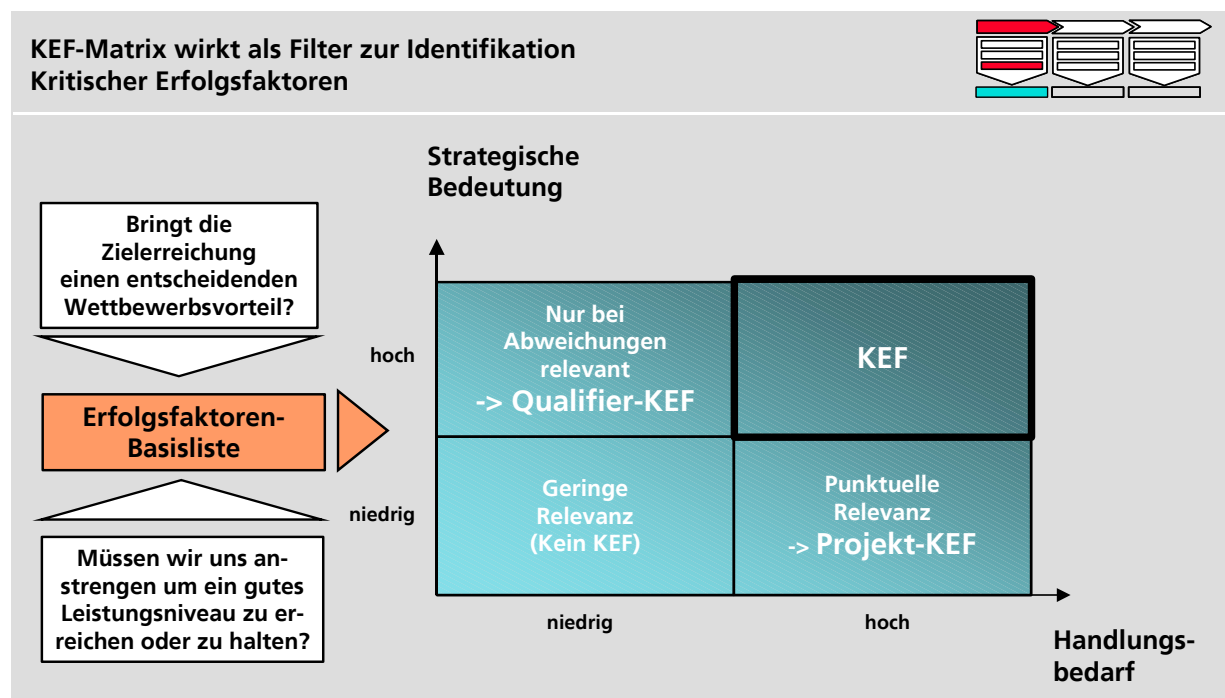 KEF-Matrix wirkt als Filter zur Identifikation
Kritischer Erfolgsfaktoren
Strategische
Bedeutung
Bringt die
Zielerreichung
einen entscheidenden
Wettbewerbsvorteil?
Erfolgsfaktoren-
Basisliste
Müssen wir uns an-
strengen um ein gutes
Leistungsniveau zu er-
reichen oder zu halten?
hoch
Nur bei
Abweichungen
relevant
-> Qualifier-KEF
KEF
niedrig
Geringe
Relevanz
(Kein KEF)
Punktuelle
Relevanz
-> Projekt-KEF
niedrig
hoch
Handlungs-
bedarf